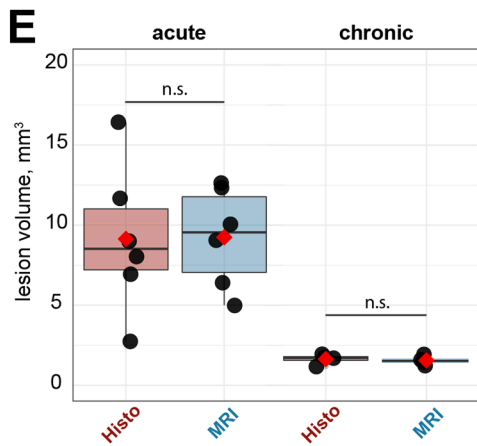 E
acute chronic
20
n.s.
15
lesion volume, mm³
10
5
n.s.
0
Histo MRI Histo MRI